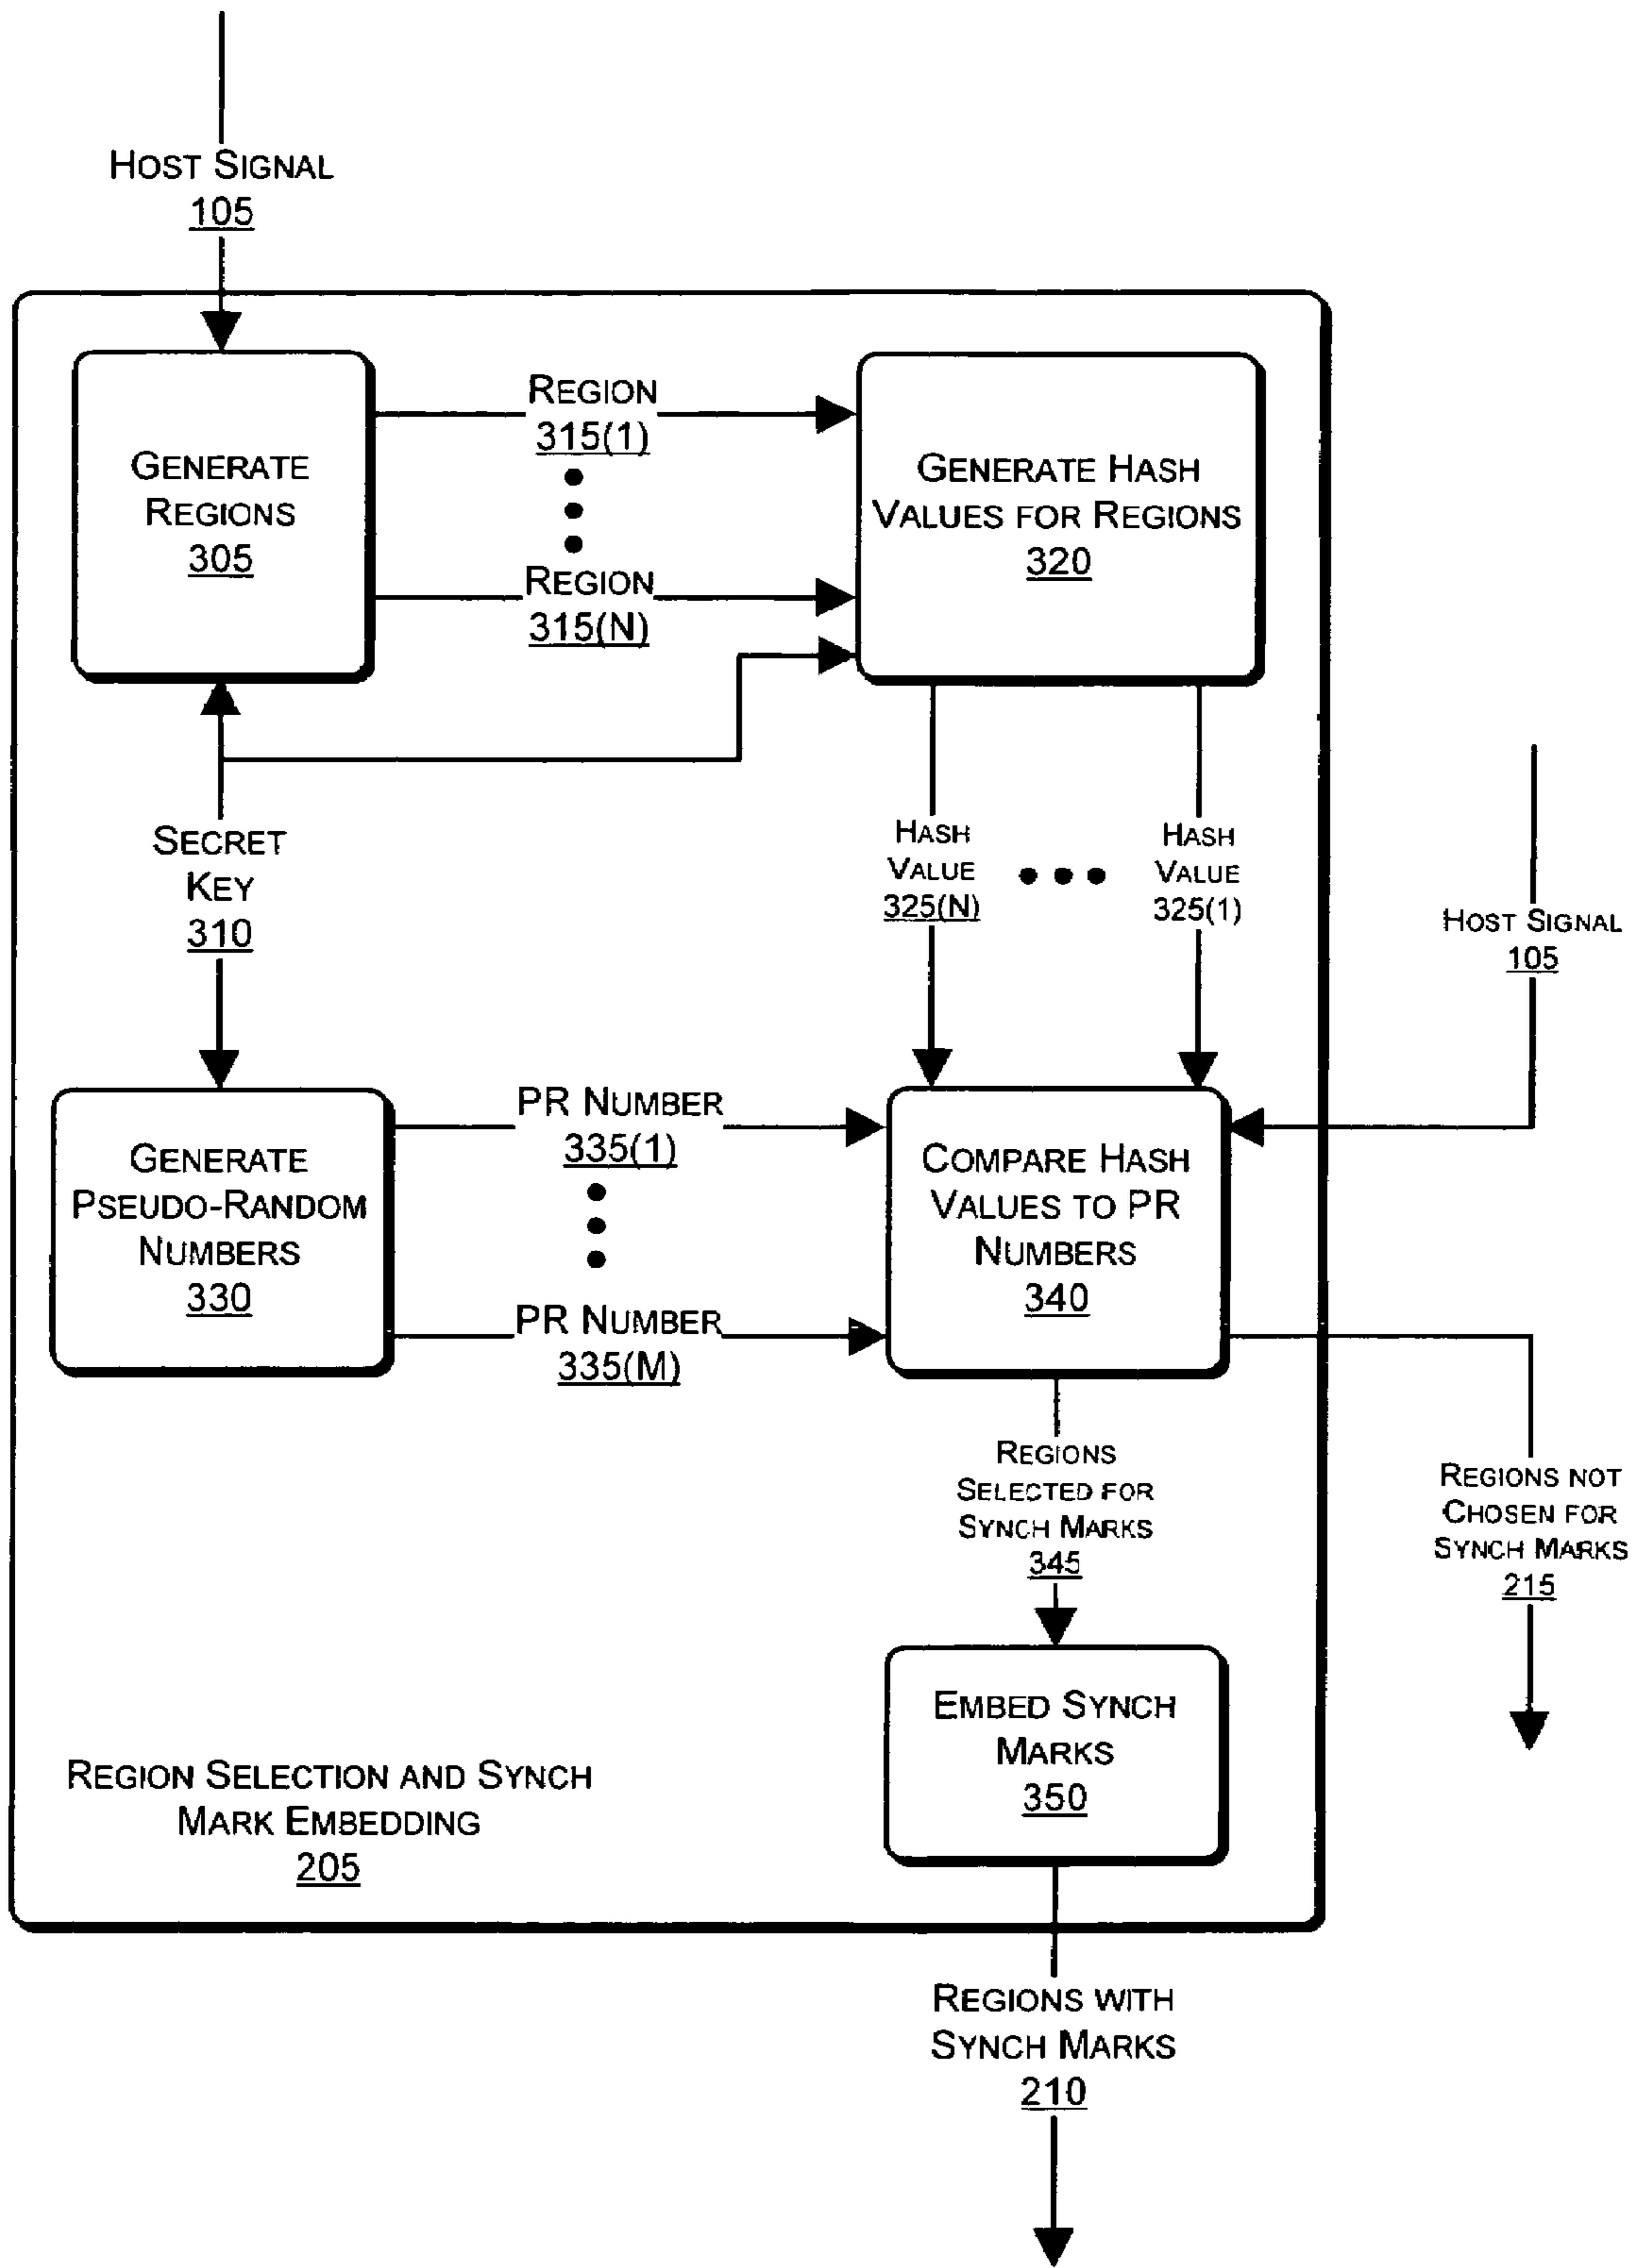 HOST SIGNAL
105
GENERATE
REGIONS
305
REGION
315(1)
REGION
315(N)
GENERATE HASH
VALUES FOR REGIONS
320
SECRET
KEY
310
HASH
VALUE
325(N)
HASH
VALUE
325(1)
HOST SIGNAL
105
GENERATE
PSEUDO-RANDOM
NUMBERS
330
PR NUMBER
335(1)
PR NUMBER
335(M)
COMPARE HASH
VALUES TO PR
NUMBERS
340
REGIONS
SELECTED FOR
SYNCH MARKS
345
REGIONS NOT
CHOSEN FOR
SYNCH MARKS
215
EMBED SYNCH
MARKS
350
REGION SELECTION AND SYNCH
MARK EMBEDDING
205
REGIONS WITH
SYNCH MARKS
210